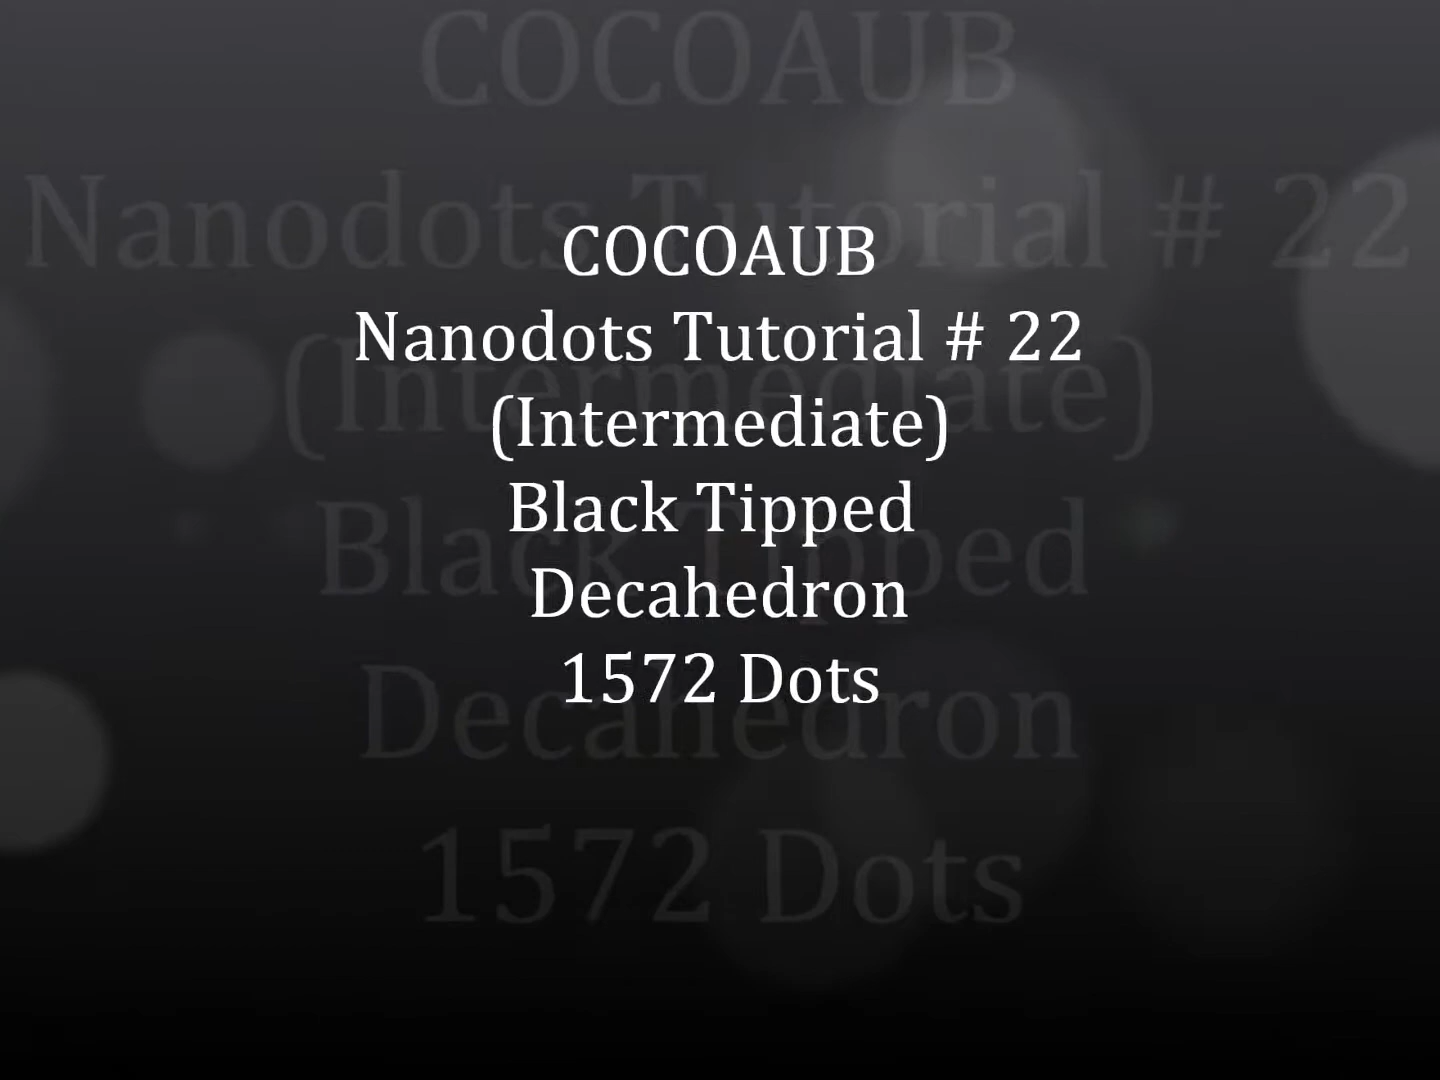 COCOAUB
Nanodots Tutorial # 22
(Intermediate)
Black Tipped
Decahedron
1572 Dots